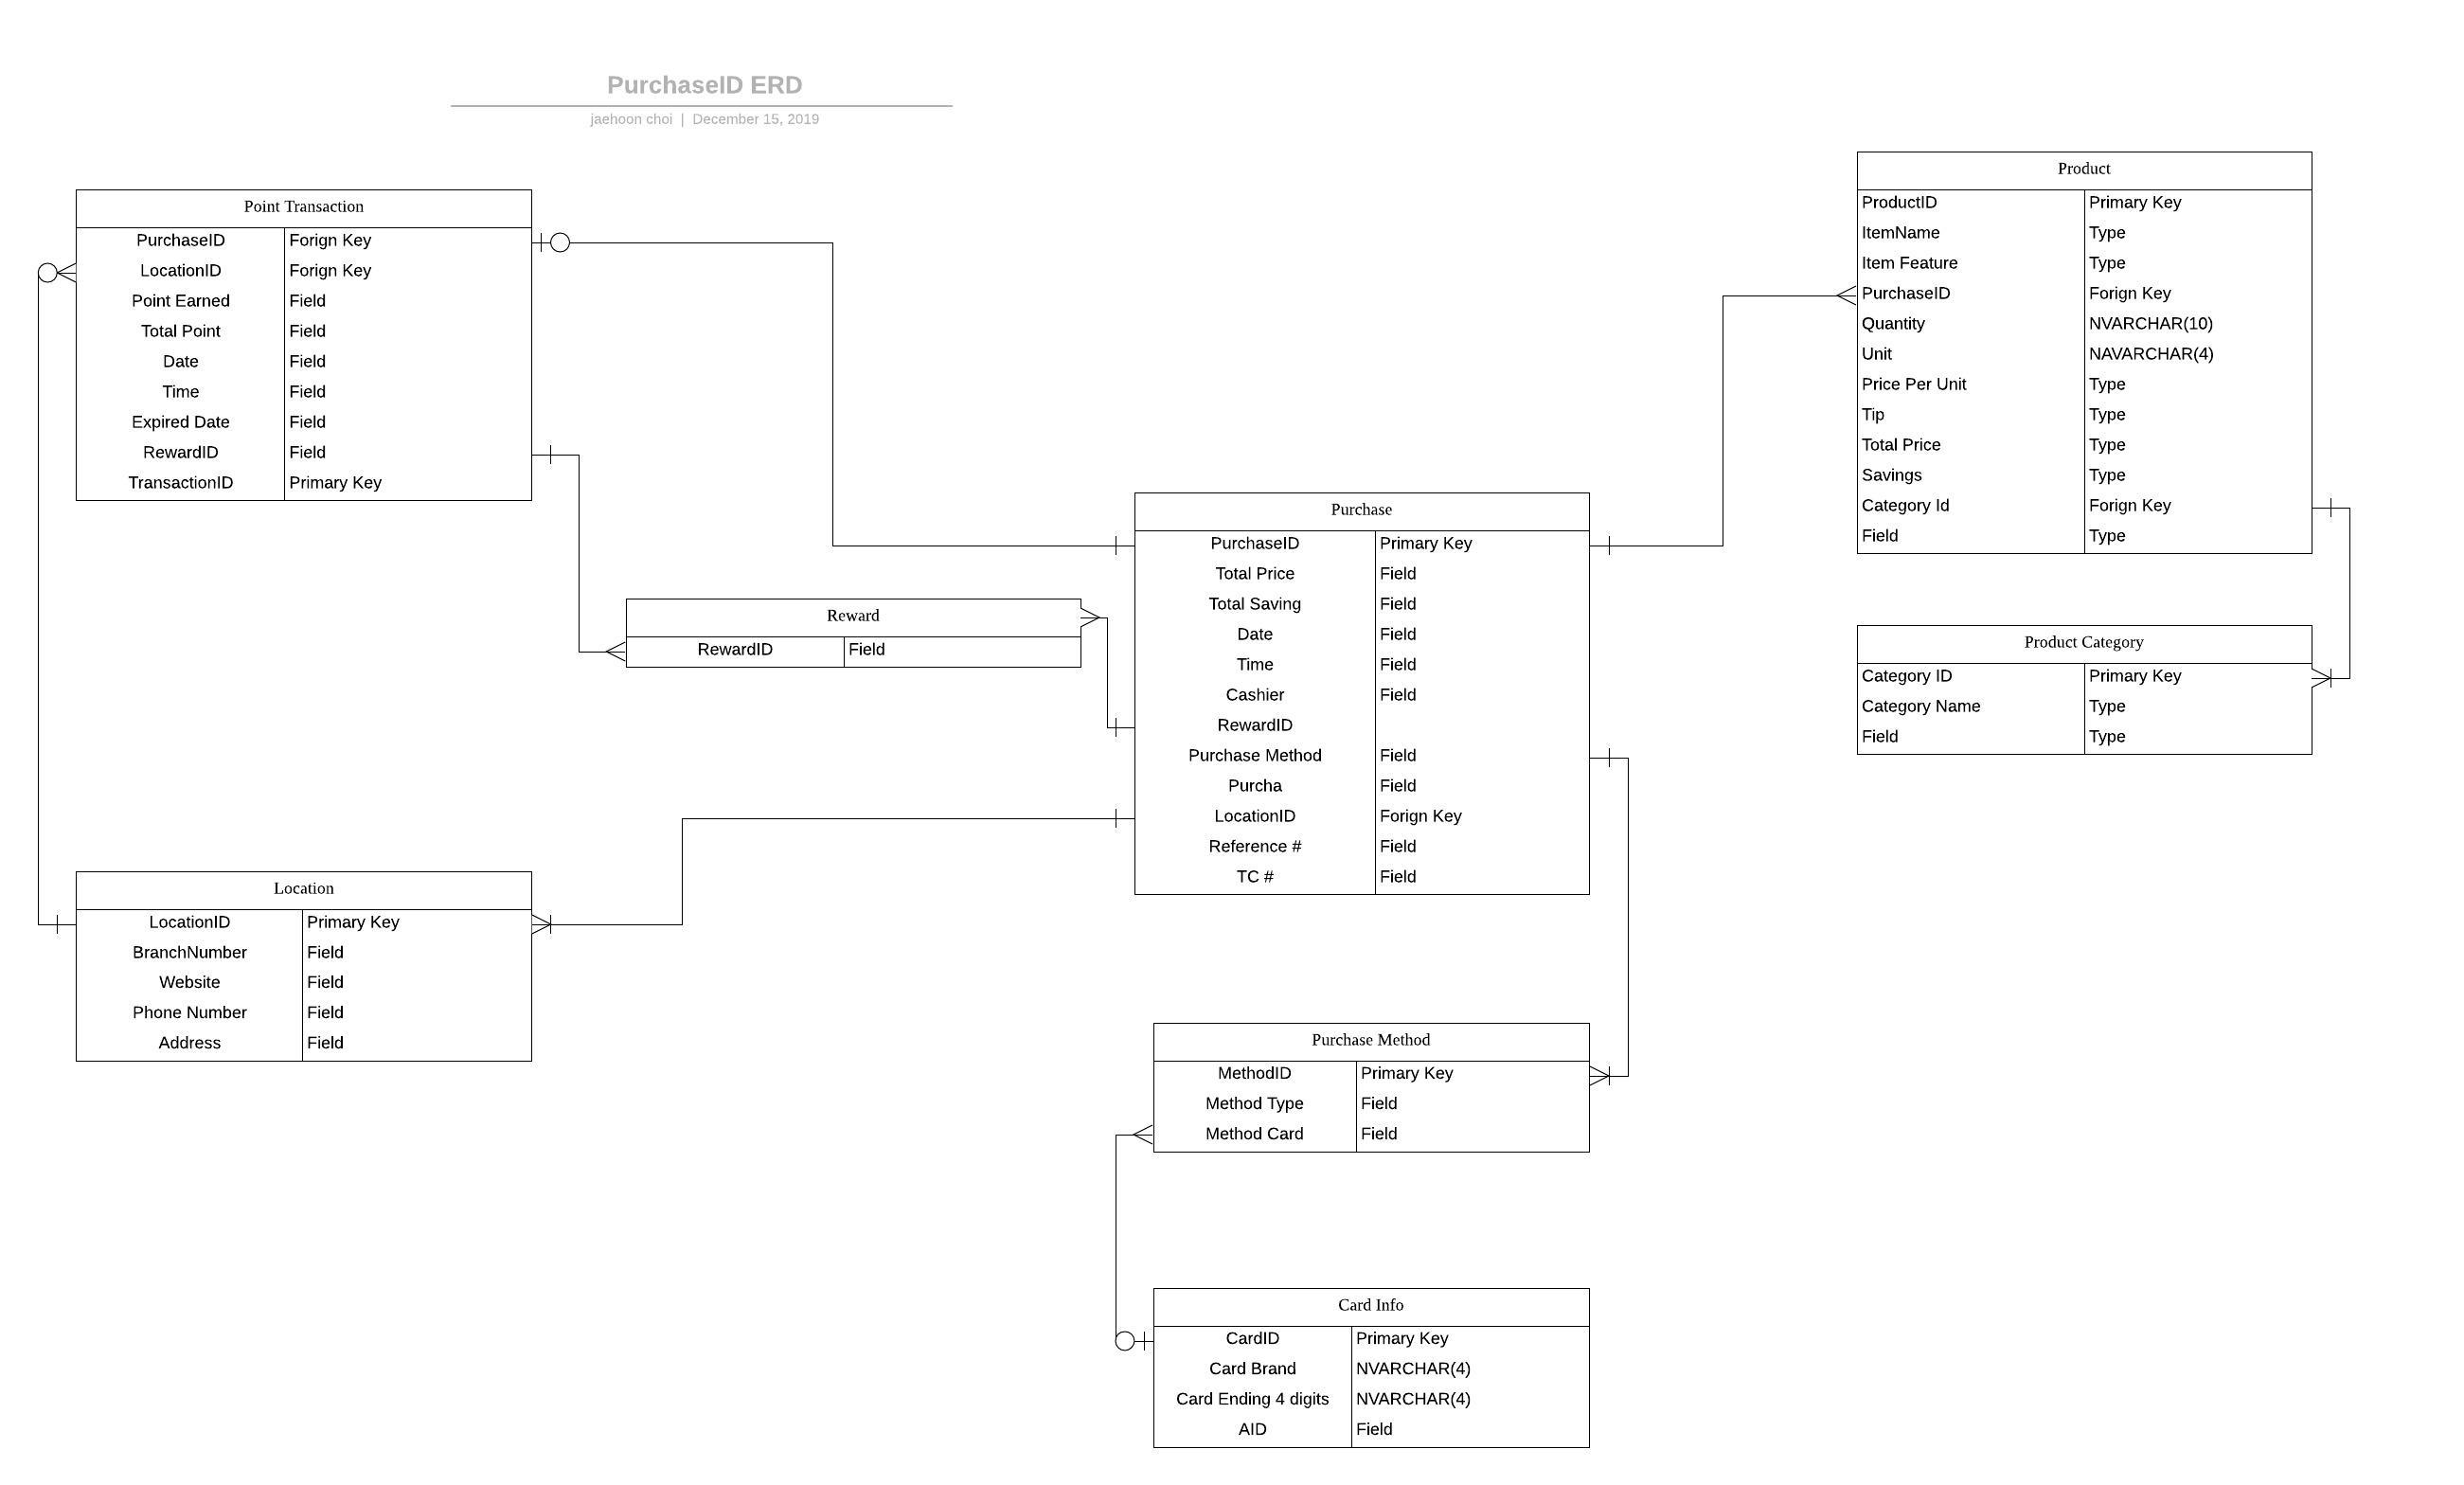 PurchaseID ERD
jaehoon choi | December 15, 2019
Point Transaction
PurchaseID Forign Key
LocationID Forign Key
Point Earned Field
Total Point Field
Date Field
Time Field
Expired Date Field
RewardID Field
TransactionID Primary Key
Product
ProductID Primary Key
ItemName Type
Item Feature Type
PurchaseID Forign Key
Quantity NVARCHAR(10)
Unit NAVARCHAR(4)
Price Per Unit Type
Tip Type
Total Price Type
Savings Type
Category Id Forign Key
Field Type
Purchase
PurchaseID Primary Key
Total Price Field
Total Saving Field
Date Field
Time Field
Cashier Field
RewardID
Purchase Method Field
Purcha Field
LocationID Forign Key
Reference # Field
TC # Field
Reward
RewardID Field
Product Category
Category ID Primary Key
Category Name Type
Field Type
Location
LocationID Primary Key
BranchNumber Field
Website Field
Phone Number Field
Address Field
Purchase Method
MethodID Primary Key
Method Type Field
Method Card Field
Card Info
CardID Primary Key
Card Brand NVARCHAR(4)
Card Ending 4 digits NVARCHAR(4)
AID Field